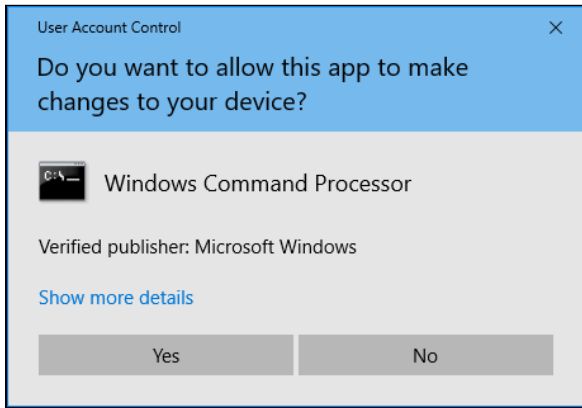 User Account Control
Do you want to allow this app to make
changes to your device?
C:\_
Windows Command Processor
Verified publisher: Microsoft Windows
Show more details
Yes
No